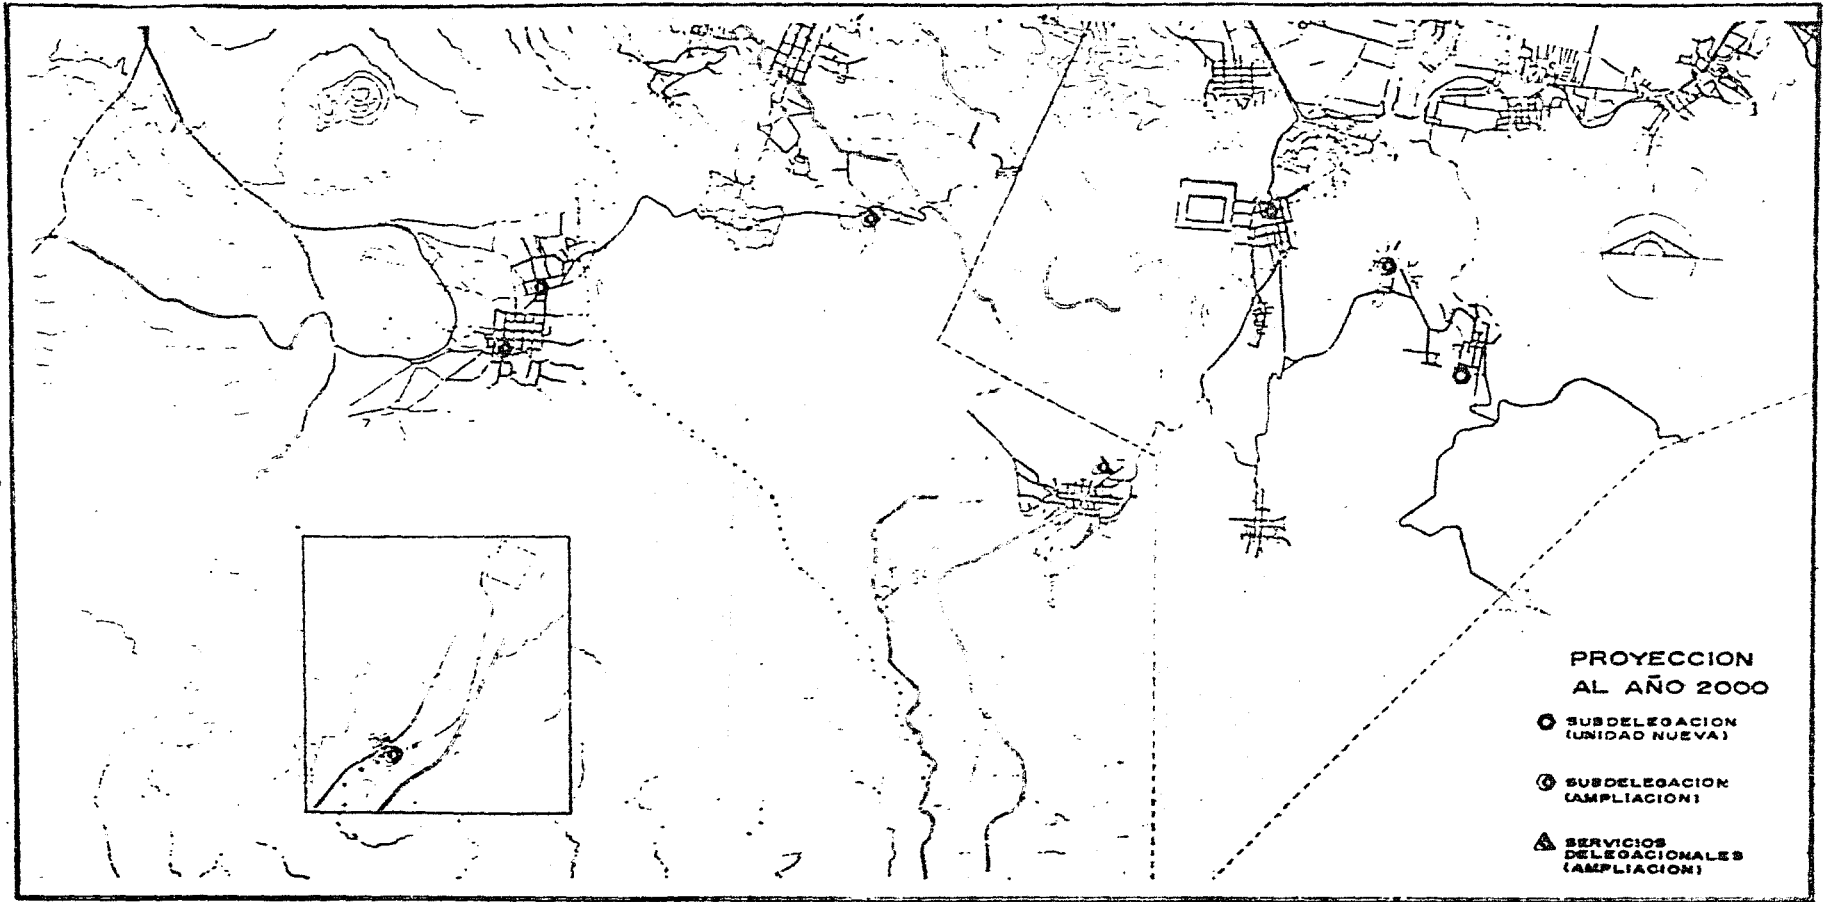 PROYECCION
AL AÑO 2000
SUBDELEGACION
(UNIDAD NUEVA)
SUBDELEGACION
(AMPLIACION)
SERVICIOS
DELEGACIONALES
(AMPLIACION)